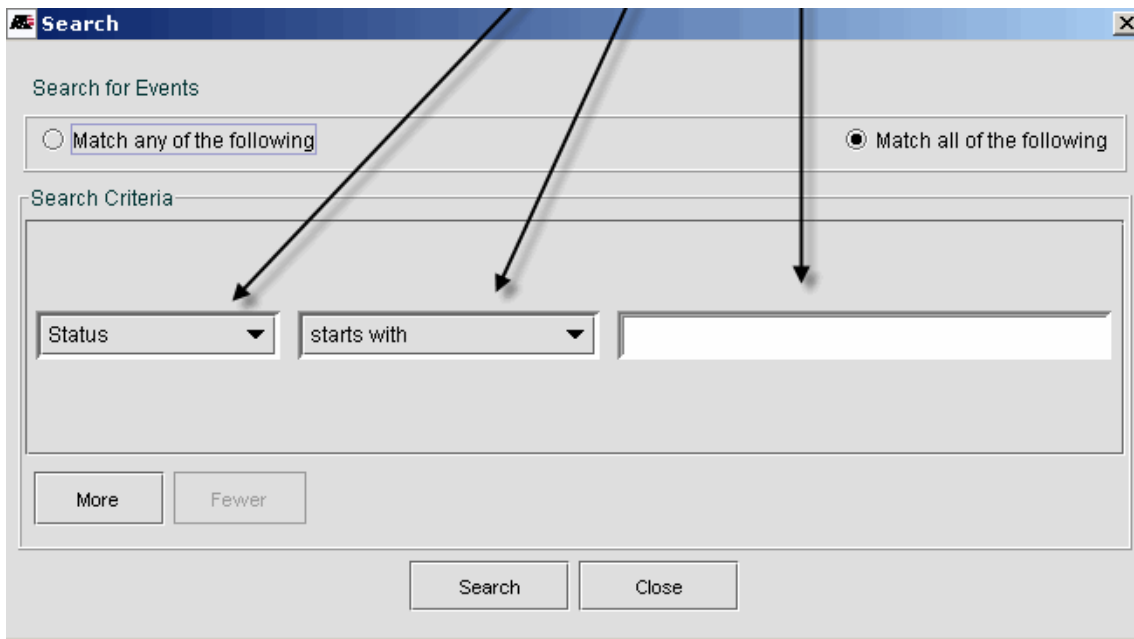 Search
Search for Events
Match any of the following Match all of the following
Search Criteria
Status starts with
More Fewer
Search Close